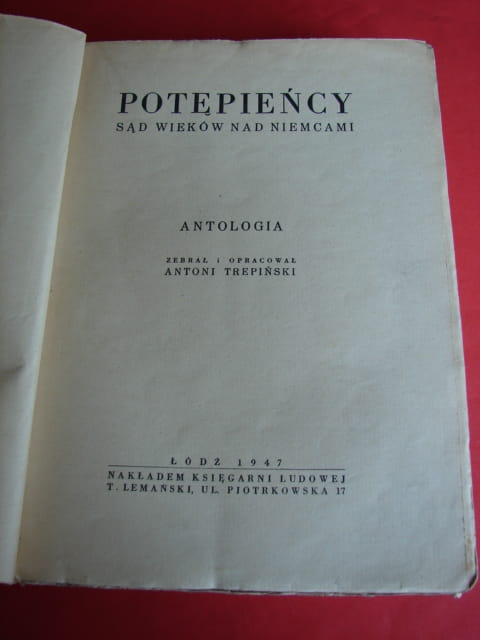 POTĘPIEŃCY
SĄD WIEKÓW NAD NIEMCAMI
ANTOLOGIA
ZEBRAŁ i OPRACOWAŁ
ANTONI TREPIŃSKI
ŁÓDŹ 1947
NAKŁADEM KSIĘGARNI LUDOWEJ
T. LEMAŃSKI, UL. PIOTRKOWSKA 17